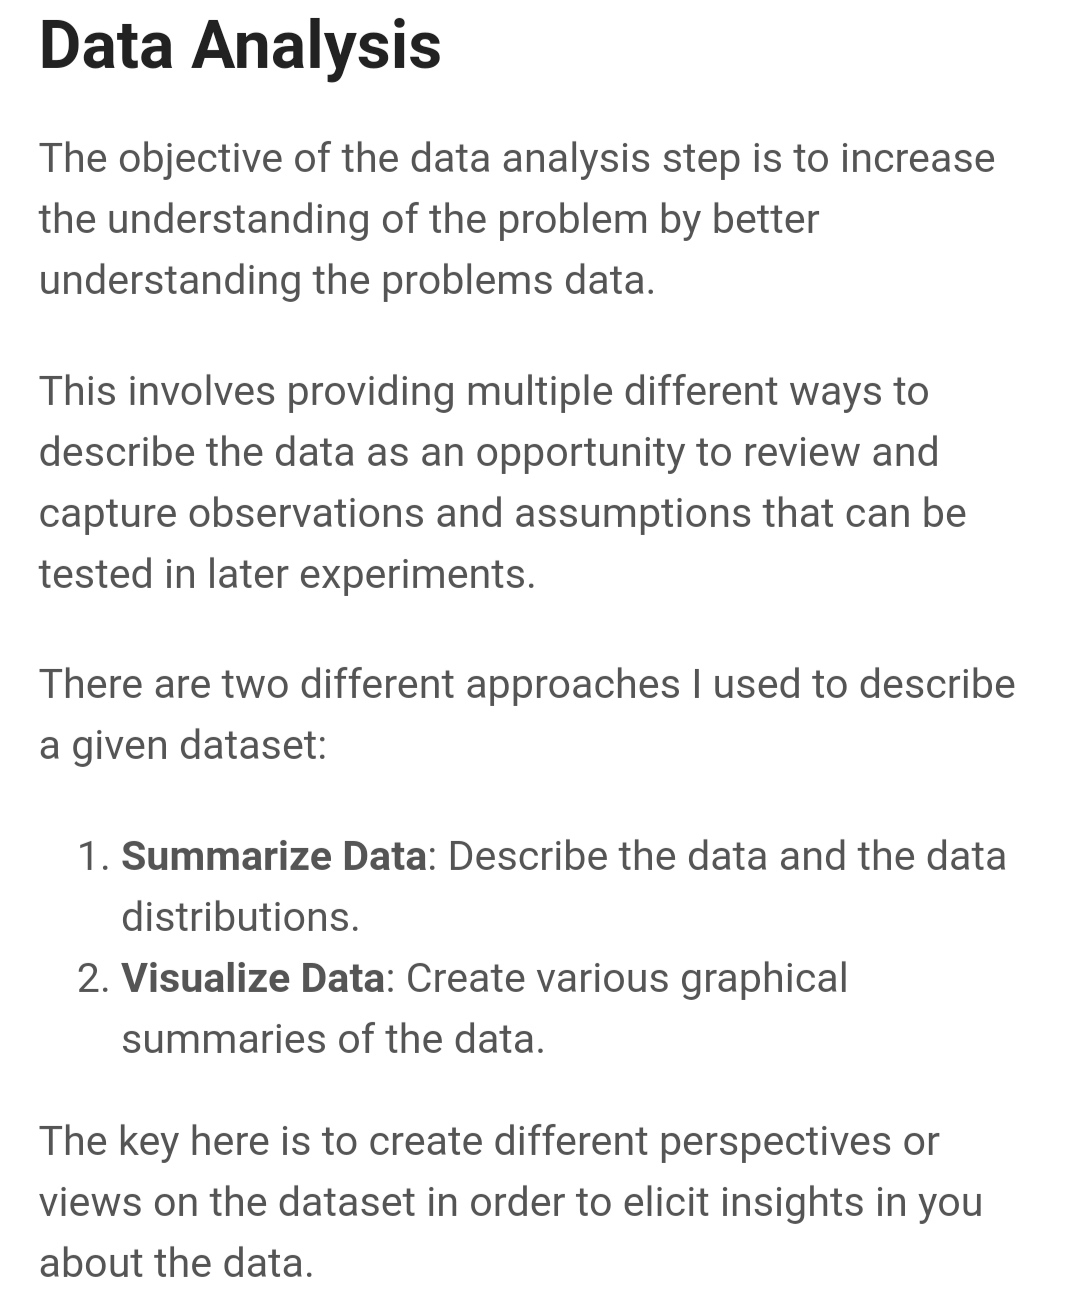 Data Analysis
The objective of the data analysis step is to increase
the understanding of the problem by better
understanding the problems data.
This involves providing multiple different ways to
describe the data as an opportunity to review and
capture observations and assumptions that can be
tested in later experiments.
There are two different approaches I used to describe
a given dataset:
1. Summarize Data: Describe the data and the data
distributions.
2. Visualize Data: Create various graphical
summaries of the data.
The key here is to create different perspectives or
views on the dataset in order to elicit insights in you
about the data.